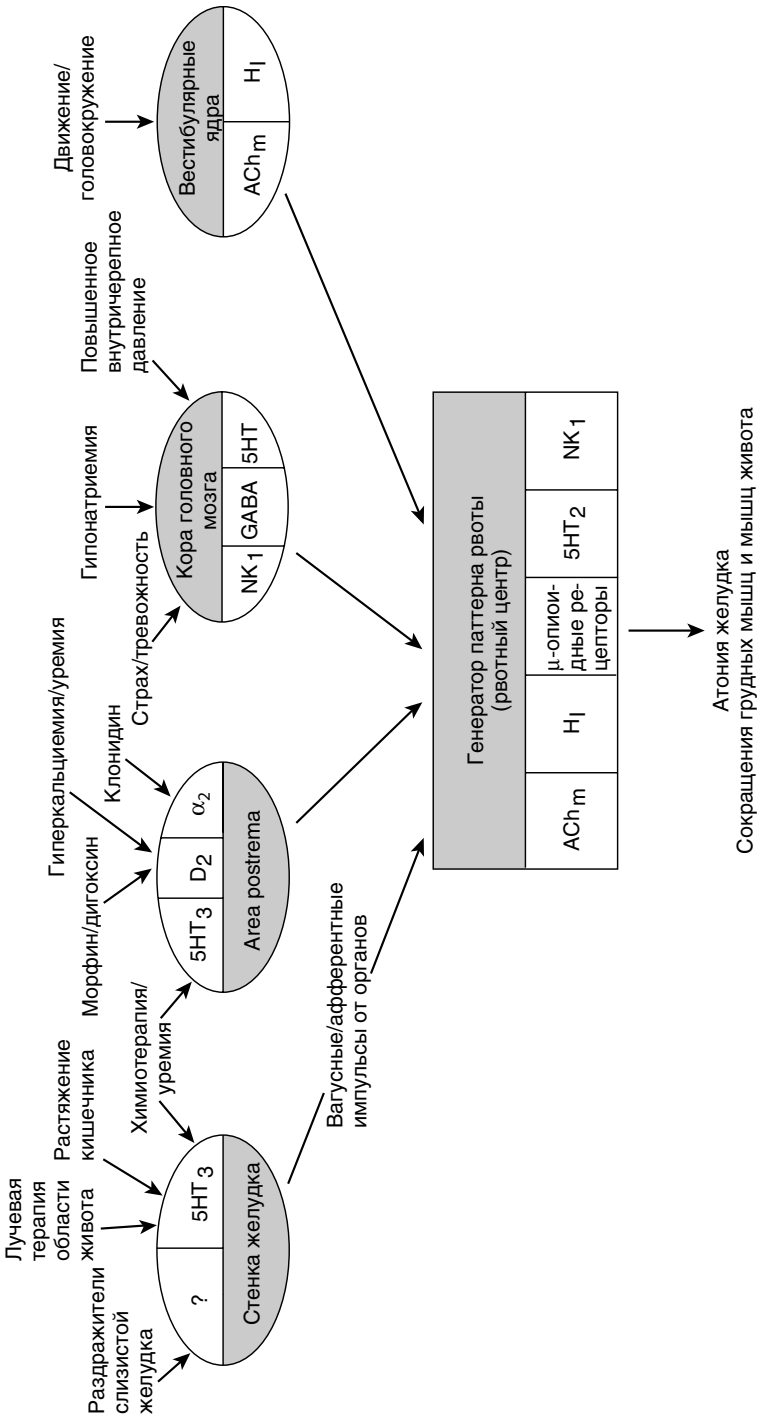 Раздражители
слизистой
желудка
Лучевая
терапия
области
живота
Растяжение
кишечника
Химиотерапия/
уремия
Морфин/дигоксин
Гиперкальциемия/уремия
Клонидин
Страх/тревожность
Гипонатриемия
Повышенное
внутричерепное
давление
Движение/
головокружение
? 5HT3
Стенка желудка
5HT3 D2 α2
Area postrema
Кора головного
мозга
NK1 GABA 5HT
Вестибулярные
ядра
AChm HI
Вагусные/афферентные
импульсы от органов
Генератор паттерна рвоты
(рвотный центр)
AChm
HI
μ-опиои-
дные ре-
цепторы
5HT2
NK1
Атония желудка
Сокращения грудных мышц и мышц живота